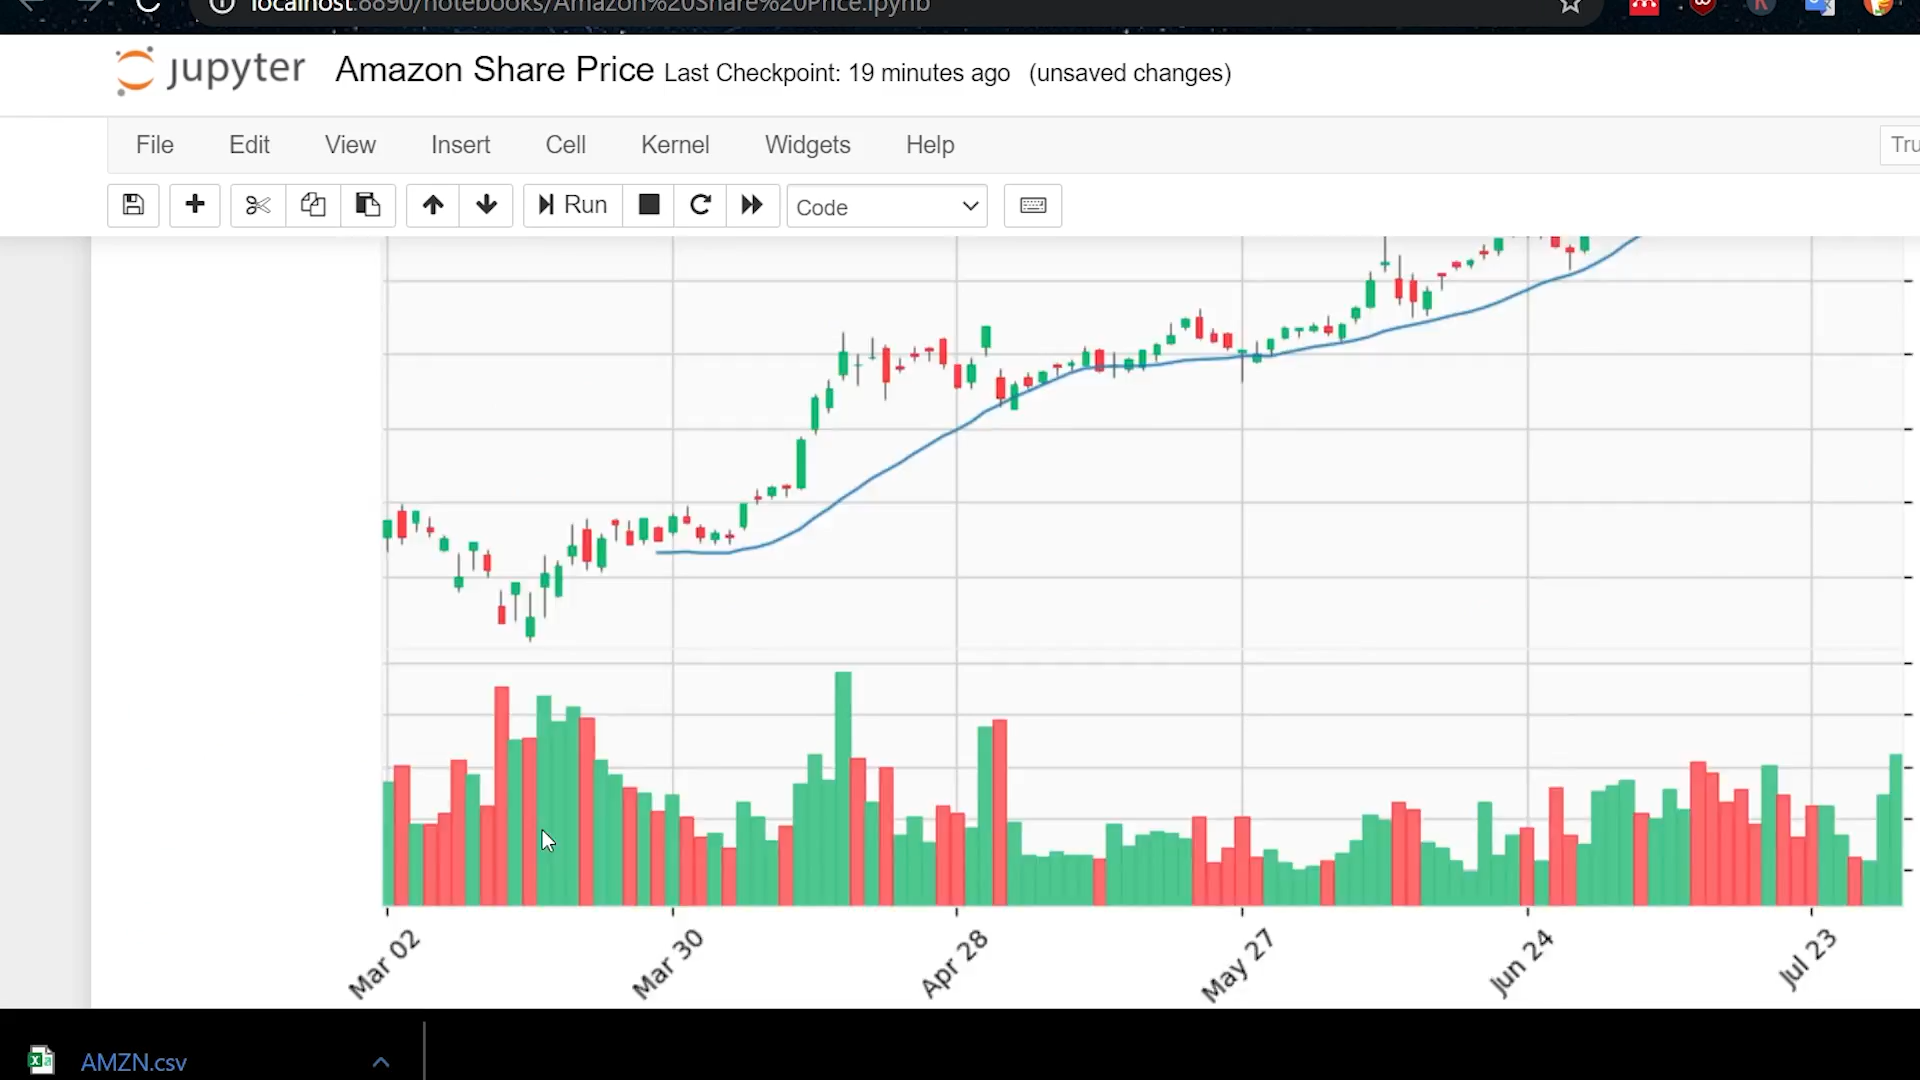 localhost:8890/notebooks/Amazon%20Share%20Price.ipynb
jupyter Amazon Share Price Last Checkpoint: 19 minutes ago (unsaved changes)
File Edit View Insert Cell Kernel Widgets Help
Tru
Run Code
Mar 02 Mar 30 Apr 28 May 27 Jun 24 Jul 23
AMZN.csv